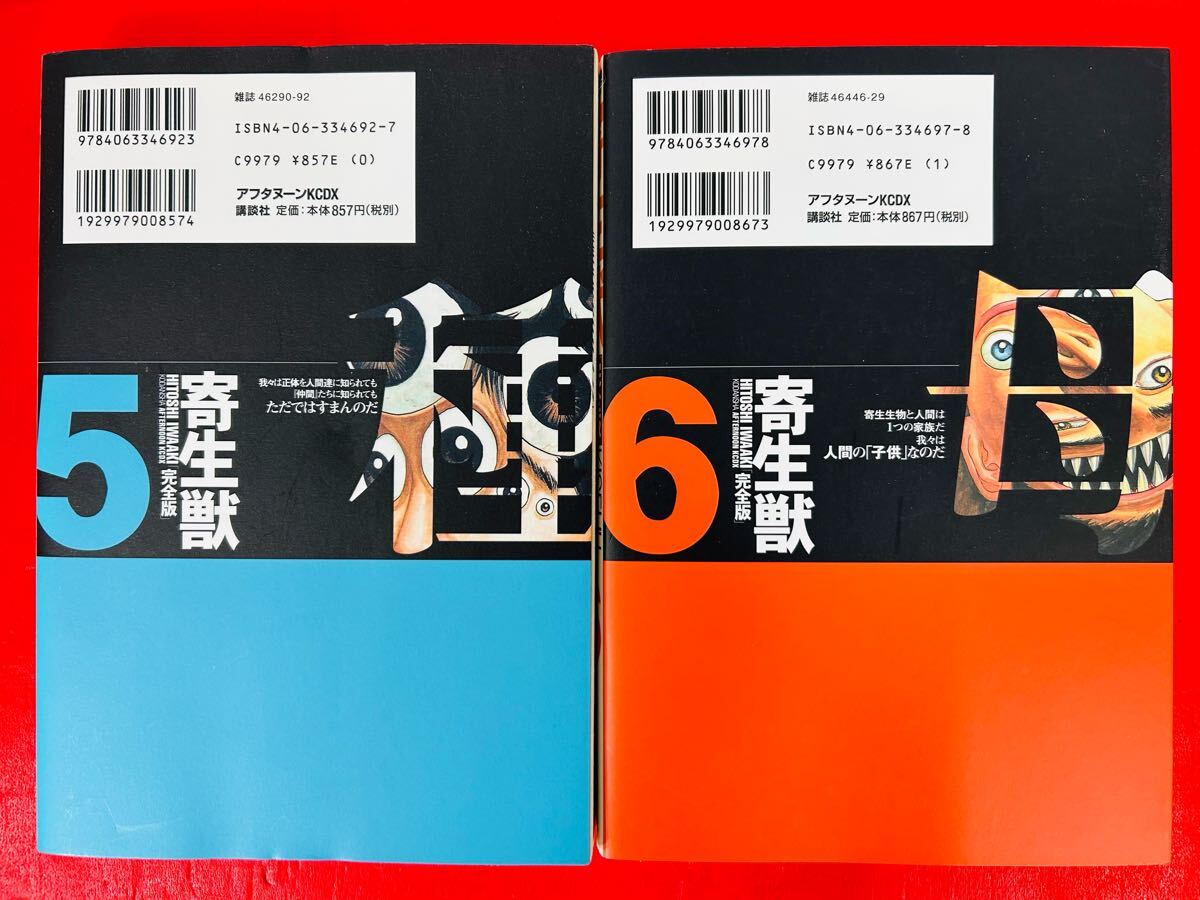 雑誌 46290-92
9784063346923
ISBN4-06-334692-7
C9979 ¥857E (0)
1929979008574
アフタヌーンKCDX
講談社 定価:本体857円(税別)
5
寄生獣
HITOSHI IWAAKI「完全版」
KODANSHA AFTERNOON KCDX
我々は正体を人間達に知られても
「仲間」たちに知られても
ただではすまんのだ
雑誌 46446-29
9784063346978
ISBN4-06-334697-8
C9979 ¥867E (1)
1929979008673
アフタヌーンKCDX
講談社 定価:本体867円(税別)
6
寄生獣
HITOSHI IWAAKI「完全版」
KODANSHA AFTERNOON KCDX
寄生生物と人間は
1つの家族だ
我々は
人間の「子供」なのだ